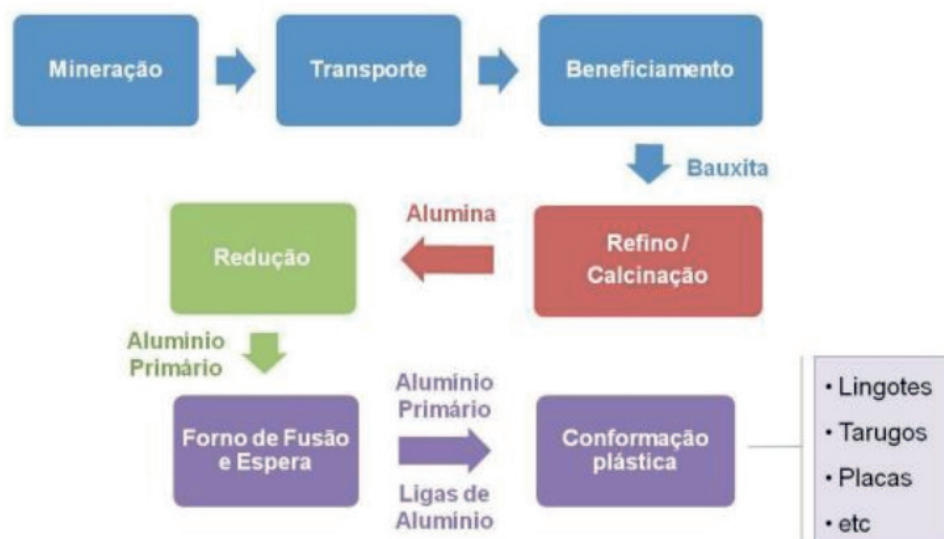 Mineração
Transporte
Beneficiamento
Bauxita
Refino /
Calcinação
Alumina
Redução
Aluminio
Primário
Forno de Fusão
e Espera
Alumínio
Primário
Ligas de
Alumínio
Conformação
plástica
• Lingotes
• Tarugos
• Placas
• etc